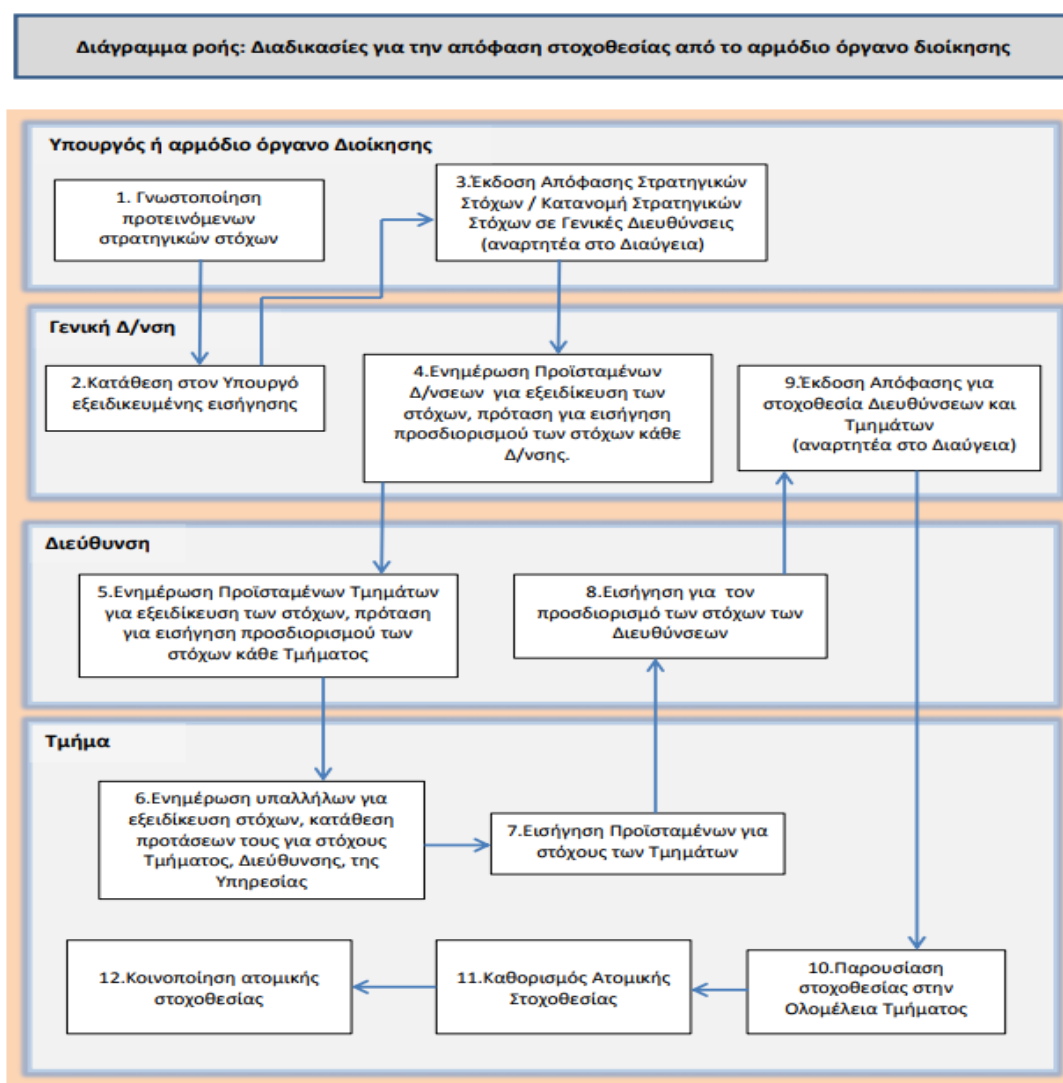 Διάγραμμα ροής: Διαδικασίες για την απόφαση στοχοθεσίας από το αρμόδιο όργανο διοίκησης
Υπουργός ή αρμόδιο όργανο Διοίκησης
1. Γνωστοποίηση
προτεινόμενων
στρατηγικών στόχων
3.Έκδοση Απόφασης Στρατηγικών
Στόχων / Κατανομή Στρατηγικών
Στόχων σε Γενικές Διευθύνσεις
(αναρτητέα στο Διαύγεια)
Γενική Δ/νση
2.Κατάθεση στον Υπουργό
εξειδικευμένης εισήγησης
4.Ενημέρωση Προϊσταμένων
Δ/νσεων για εξειδίκευση των
στόχων, πρόταση για εισήγηση
προσδιορισμού των στόχων κάθε
Δ/νσης.
9.Έκδοση Απόφασης για
στοχοθεσία Διευθύνσεων και
Τμημάτων
(αναρτητέα στο Διαύγεια)
Διεύθυνση
5.Ενημέρωση Προϊσταμένων Τμημάτων
για εξειδίκευση των στόχων, πρόταση
για εισήγηση προσδιορισμού των
στόχων κάθε Τμήματος
8.Εισήγηση για τον
προσδιορισμό των στόχων των
Διευθύνσεων
Τμήμα
6.Ενημέρωση υπαλλήλων για
εξειδίκευση στόχων, κατάθεση
προτάσεων τους για στόχους
Τμήματος, Διεύθυνσης, της
Υπηρεσίας
7.Εισήγηση Προϊσταμένων για
στόχους των Τμημάτων
12.Κοινοποίηση ατομικής
στοχοθεσίας
11.Καθορισμός Ατομικής
Στοχοθεσίας
10.Παρουσίαση
στοχοθεσίας στην
Ολομέλεια Τμήματος